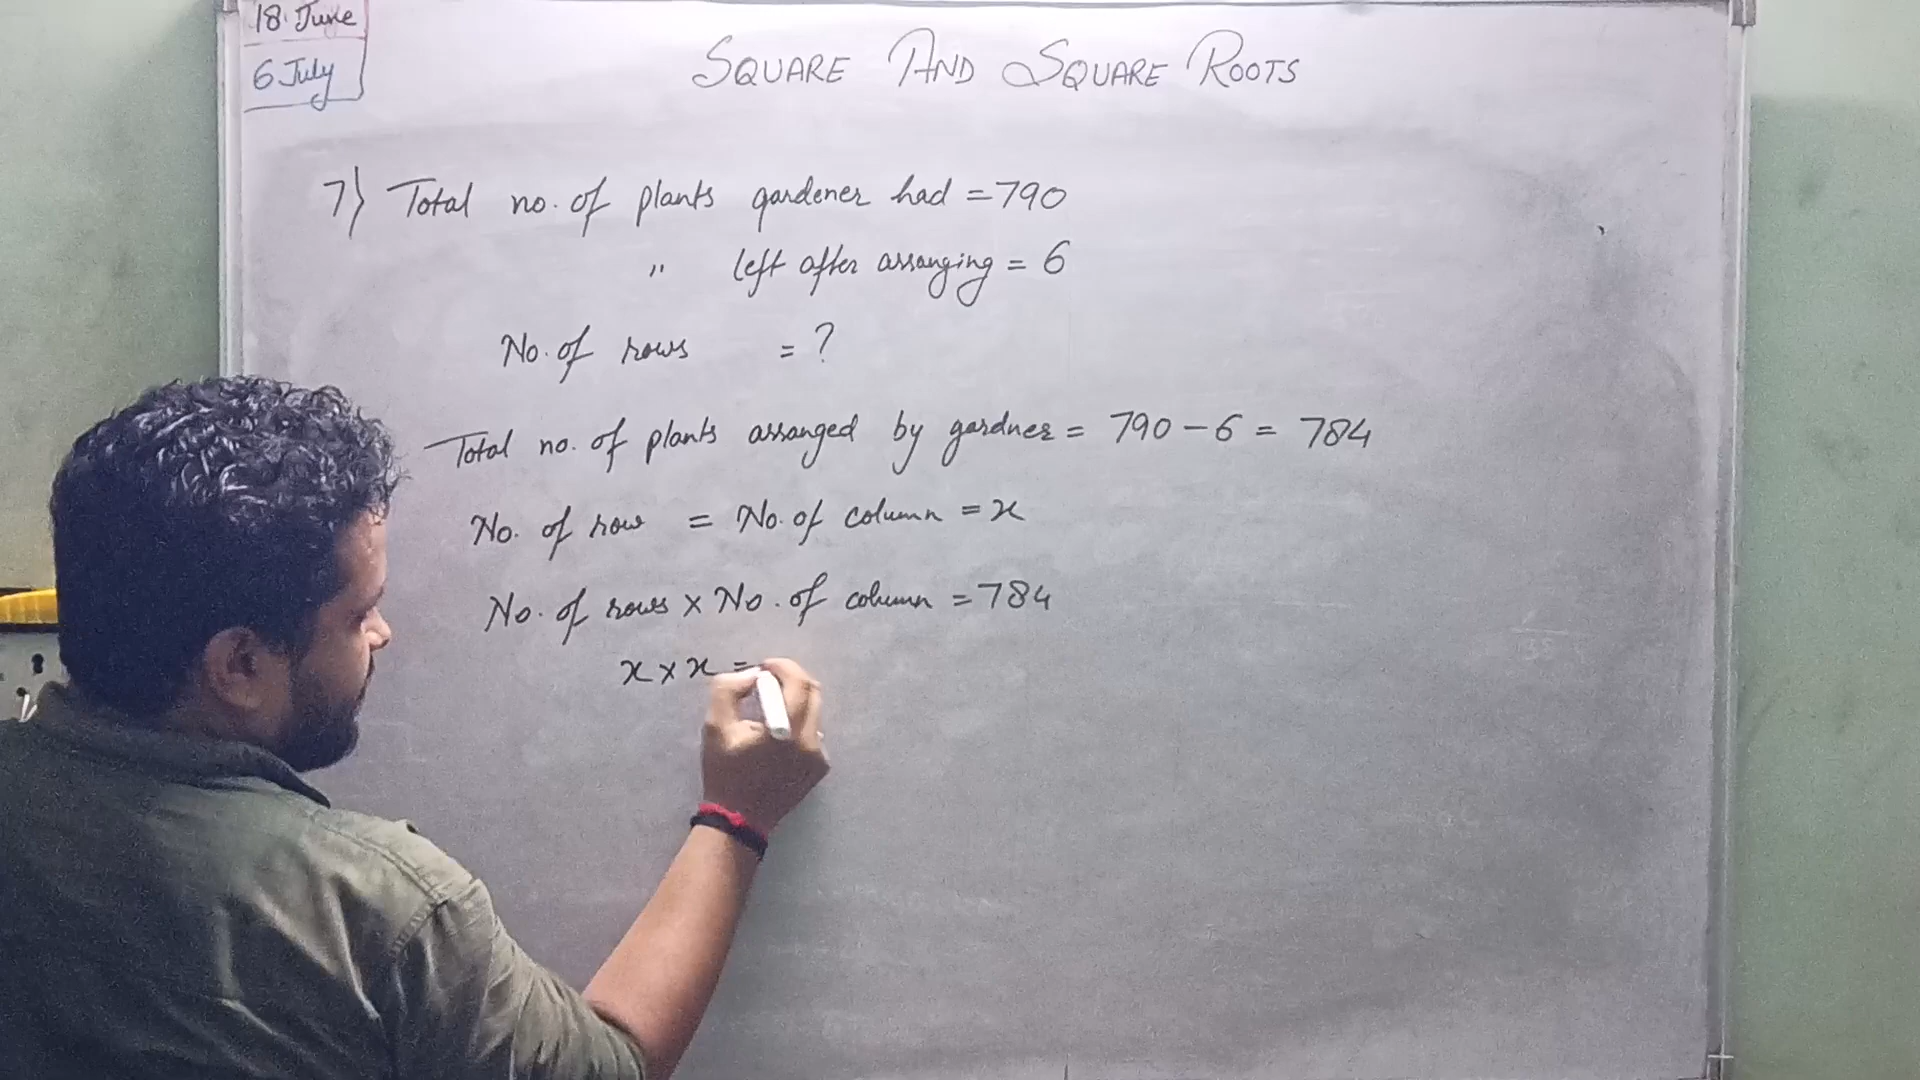 18. June
6 July
SQUARE AND SQUARE ROOTS
7) Total no. of plants gardener had = 790
" left after arranging = 6
No. of rows = ?
Total no. of plants arranged by gardner = 790 - 6 = 784
No. of row = No. of column = x
No. of rows × No. of column = 784
x × x =